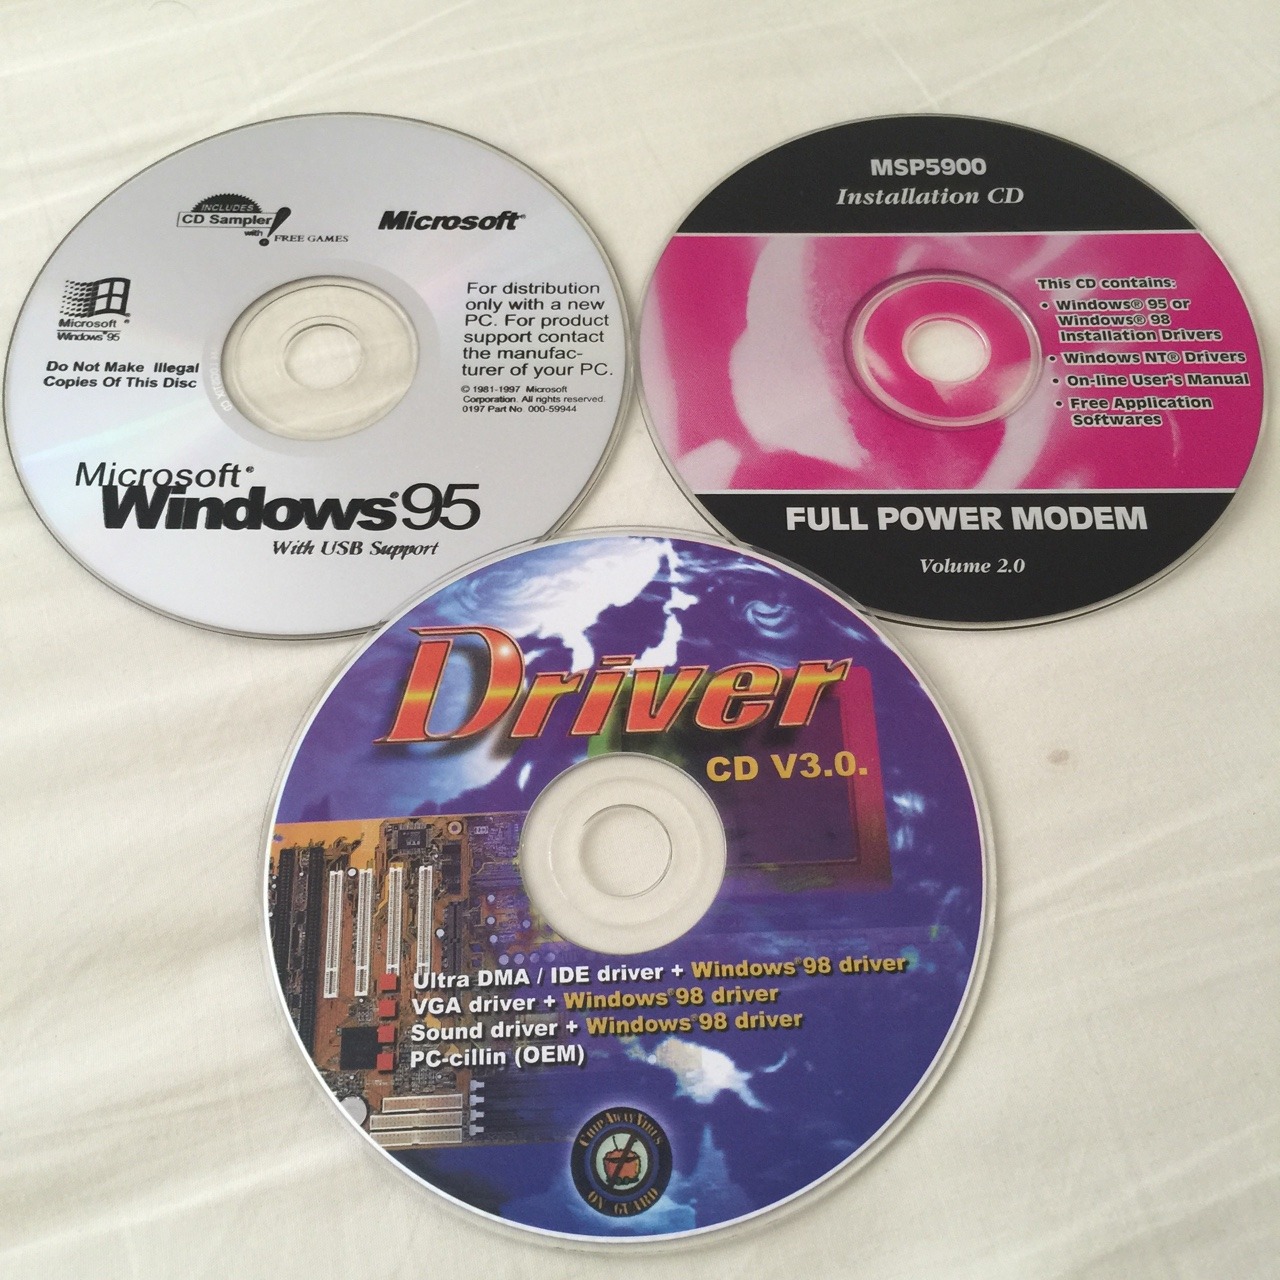 INCLUDES
CD Sampler!
with
FREE GAMES
Microsoft®
Microsoft®
Windows®95
For distribution
only with a new
PC. For product
support contact
the manufac-
turer of your PC.
Do Not Make Illegal
Copies Of This Disc
© 1981-1997 Microsoft
Corporation. All rights reserved.
0197 Part No. 000-59944
Microsoft®
Windows®95
With USB Support
MSP5900
Installation CD
This CD contains:
• Windows® 95 or
Windows® 98
Installation Drivers
• Windows NT® Drivers
• On-line User's Manual
• Free Application
Softwares
FULL POWER MODEM
Volume 2.0
Driver
CD V3.0.
Ultra DMA / IDE driver + Windows®98 driver
VGA driver + Windows®98 driver
Sound driver + Windows®98 driver
PC-cillin (OEM)
CHIPAWAYVIRUS
ON GUARD